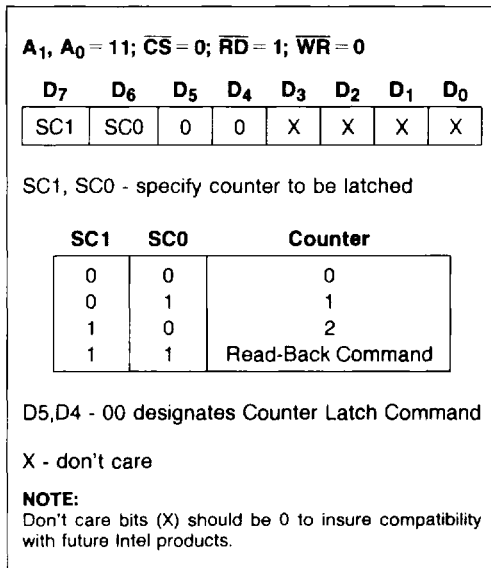 A1, A0 = 11; C̅S̅ = 0; R̅D̅ = 1; W̅R̅ = 0
D7 D6 D5 D4 D3 D2 D1 D0
SC1 SC0 0 0 X X X X
SC1, SC0 - specify counter to be latched
SC1 SC0 Counter
0 0 0
0 1 1
1 0 2
1 1 Read-Back Command
D5,D4 - 00 designates Counter Latch Command
X - don't care
NOTE:
Don't care bits (X) should be 0 to insure compatibility
with future Intel products.